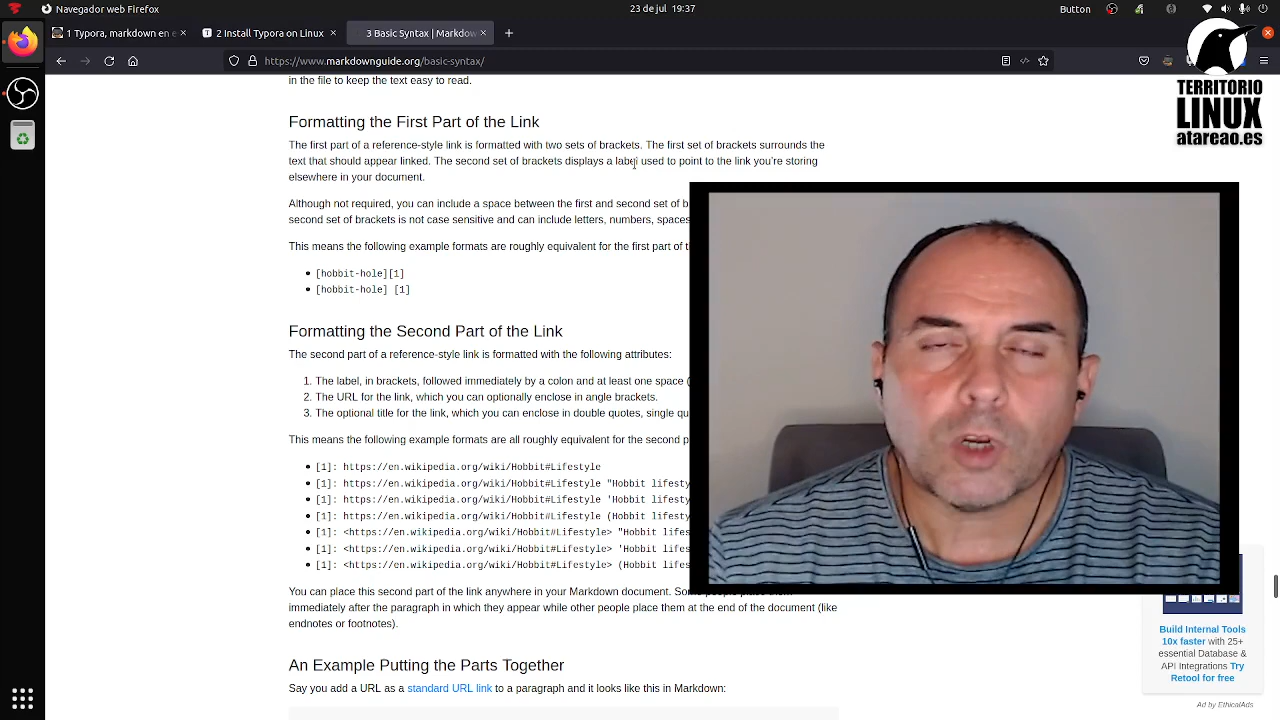 Navegador web Firefox
23 de jul 19:37
Button
1 Typora, markdown en e
2 Install Typora on Linux
3 Basic Syntax | Markdow
https://www.markdownguide.org/basic-syntax/
TERRITORIO
LINUX
atareao.es
in the file to keep the text easy to read.
Formatting the First Part of the Link
The first part of a reference-style link is formatted with two sets of brackets. The first set of brackets surrounds the
text that should appear linked. The second set of brackets displays a label used to point to the link you're storing
elsewhere in your document.
Although not required, you can include a space between the first and second set of b
second set of brackets is not case sensitive and can include letters, numbers, spaces
This means the following example formats are roughly equivalent for the first part of t
• [hobbit-hole][1]
• [hobbit-hole] [1]
Formatting the Second Part of the Link
The second part of a reference-style link is formatted with the following attributes:
1. The label, in brackets, followed immediately by a colon and at least one space (
2. The URL for the link, which you can optionally enclose in angle brackets.
3. The optional title for the link, which you can enclose in double quotes, single qu
This means the following example formats are all roughly equivalent for the second p
• [1]: https://en.wikipedia.org/wiki/Hobbit#Lifestyle
• [1]: https://en.wikipedia.org/wiki/Hobbit#Lifestyle "Hobbit lifesty
• [1]: https://en.wikipedia.org/wiki/Hobbit#Lifestyle 'Hobbit lifesty
• [1]: https://en.wikipedia.org/wiki/Hobbit#Lifestyle (Hobbit lifesty
• [1]: <https://en.wikipedia.org/wiki/Hobbit#Lifestyle> "Hobbit lifes
• [1]: <https://en.wikipedia.org/wiki/Hobbit#Lifestyle> 'Hobbit lifes
• [1]: <https://en.wikipedia.org/wiki/Hobbit#Lifestyle> (Hobbit lifes
You can place this second part of the link anywhere in your Markdown document. Some people place them
immediately after the paragraph in which they appear while other people place them at the end of the document (like
endnotes or footnotes).
An Example Putting the Parts Together
Say you add a URL as a standard URL link to a paragraph and it looks like this in Markdown:
Build Internal Tools
10x faster with 25+
essential Database &
API Integrations Try
Retool for free
Ad by EthicalAds